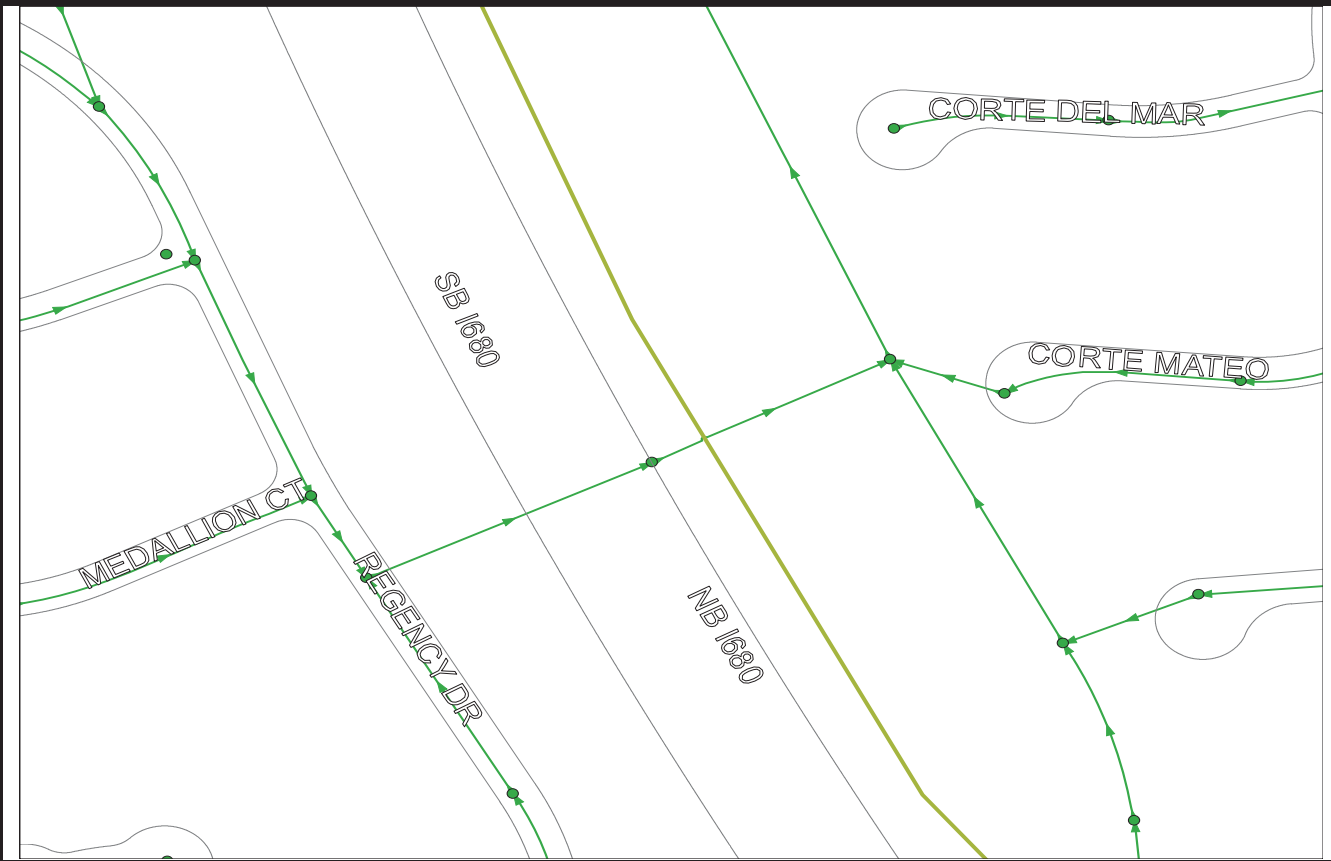 CORTE DEL MAR
SB I680
CORTE MATEO
MEDALLION CT
REGENCY DR
NB I680